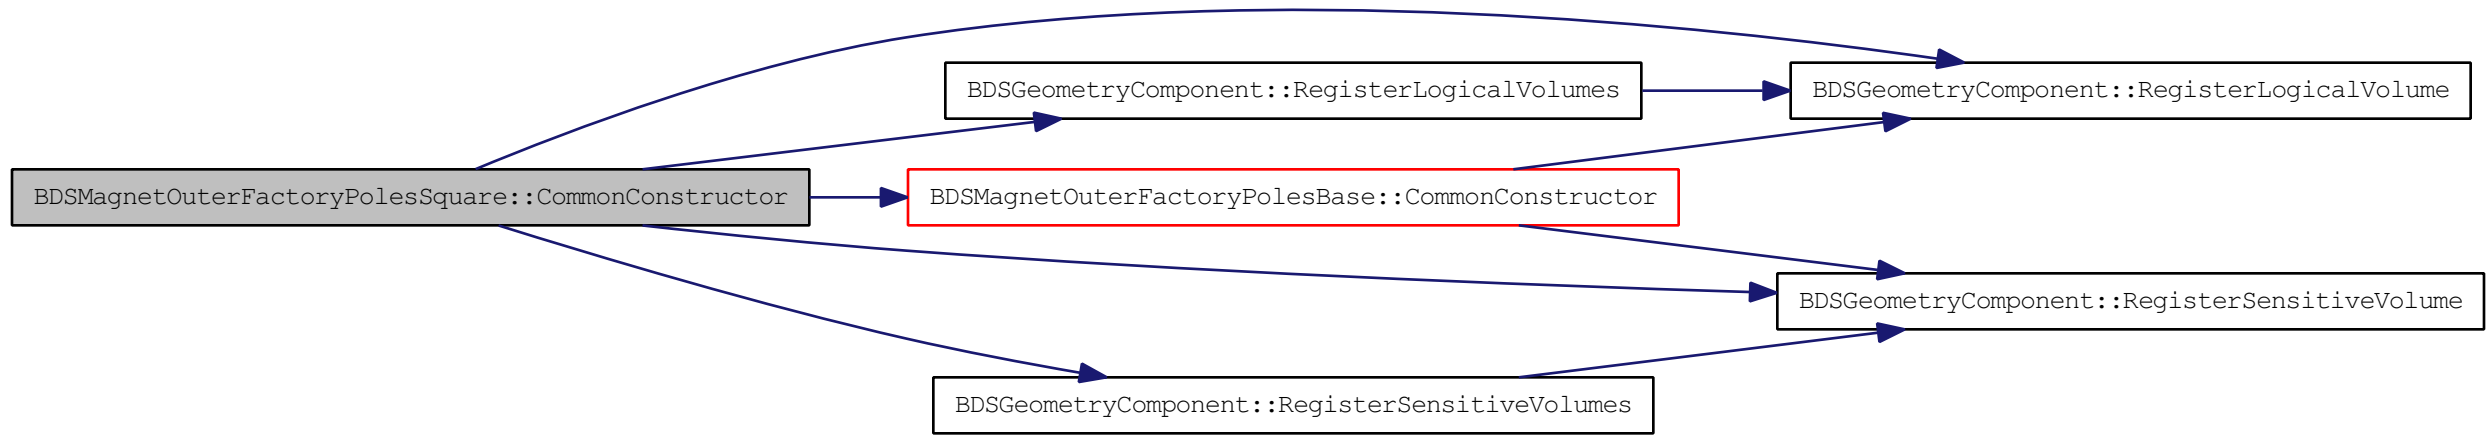 BDSGeometryComponent::RegisterLogicalVolumes
BDSGeometryComponent::RegisterLogicalVolume
BDSMagnetOuterFactoryPolesSquare::CommonConstructor
BDSMagnetOuterFactoryPolesBase::CommonConstructor
BDSGeometryComponent::RegisterSensitiveVolume
BDSGeometryComponent::RegisterSensitiveVolumes